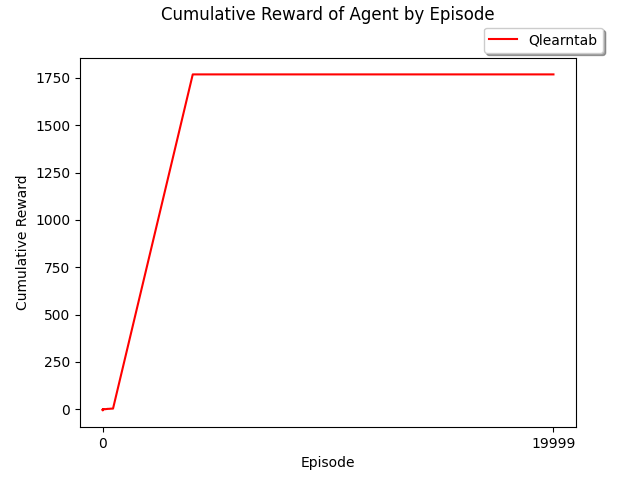 Cumulative Reward of Agent by Episode
Qlearntab
1750
1500
1250
1000
750
500
250
0
Cumulative Reward
0
19999
Episode